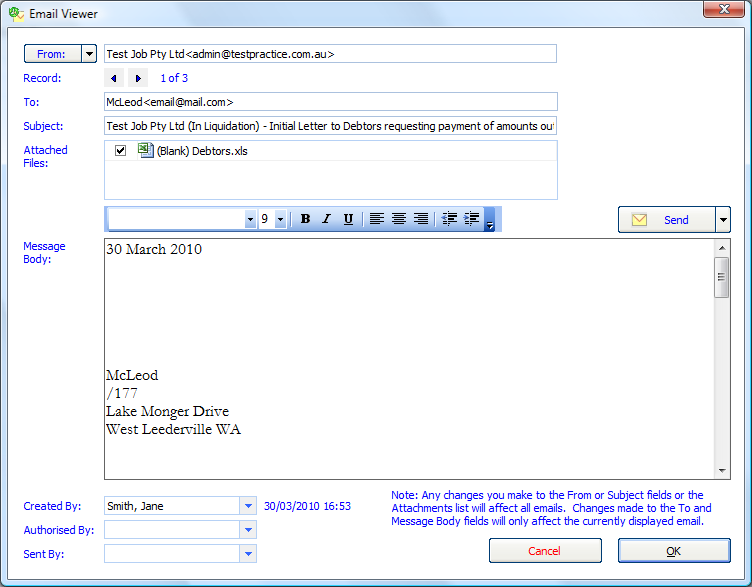 Email Viewer
From: Test Job Pty Ltd<admin@testpractice.com.au>
Record: 1 of 3
To: McLeod<email@mail.com>
Subject: Test Job Pty Ltd (In Liquidation) - Initial Letter to Debtors requesting payment of amounts ou
Attached
Files:
(Blank) Debtors.xls
9 B I U
Send
Message
Body:
30 March 2010
McLeod
/177
Lake Monger Drive
West Leederville WA
Created By: Smith, Jane 30/03/2010 16:53
Authorised By:
Sent By:
Note: Any changes you make to the From or Subject fields or the
Attachments list will affect all emails. Changes made to the To and
Message Body fields will only affect the currently displayed email.
Cancel OK